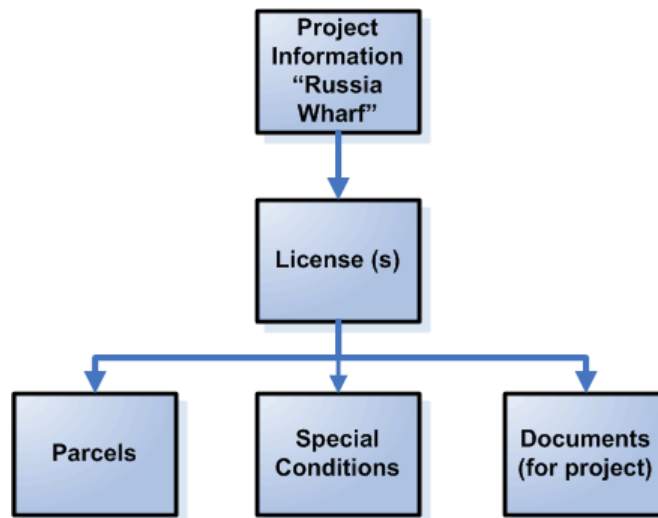 Project
Information
“Russia
Wharf”
License (s)
Parcels
Special
Conditions
Documents
(for project)